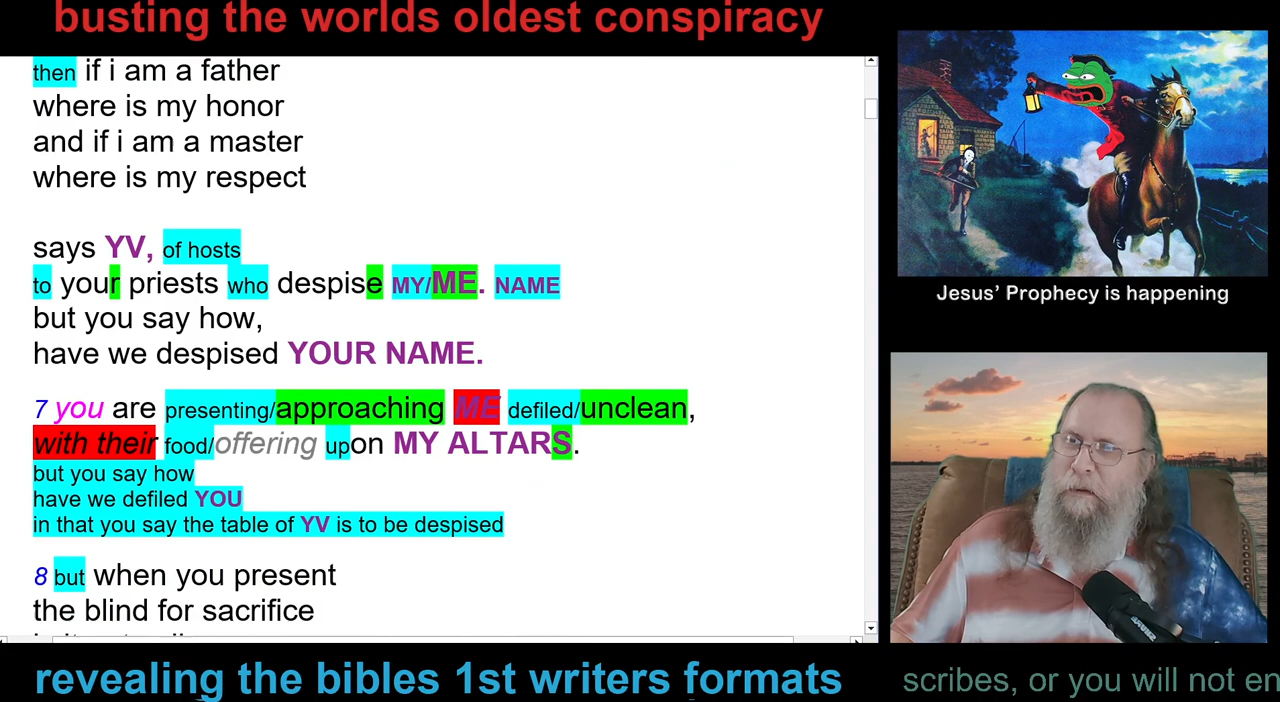 busting the worlds oldest conspiracy
then if i am a father
where is my honor
and if i am a master
where is my respect
says YV, of hosts
to your priests who despise MY/ME. NAME
but you say how,
have we despised YOUR NAME.
7 you are presenting/approaching ME defiled/unclean,
with their food/offering upon MY ALTARS.
but you say how
have we defiled YOU
in that you say the table of YV is to be despised
8 but when you present
the blind for sacrifice
Jesus' Prophecy is happening
revealing the bibles 1st writers formats
scribes, or you will not en